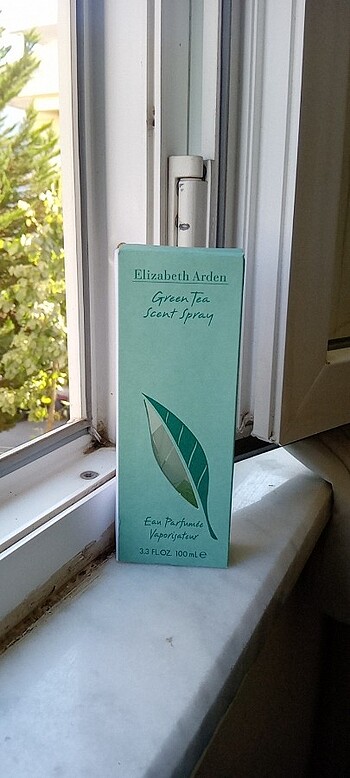 Elizabeth Arden
Green Tea
Scent Spray
Eau Parfumée
Vaporisateur
3.3 FL.OZ. 100 mL ℮